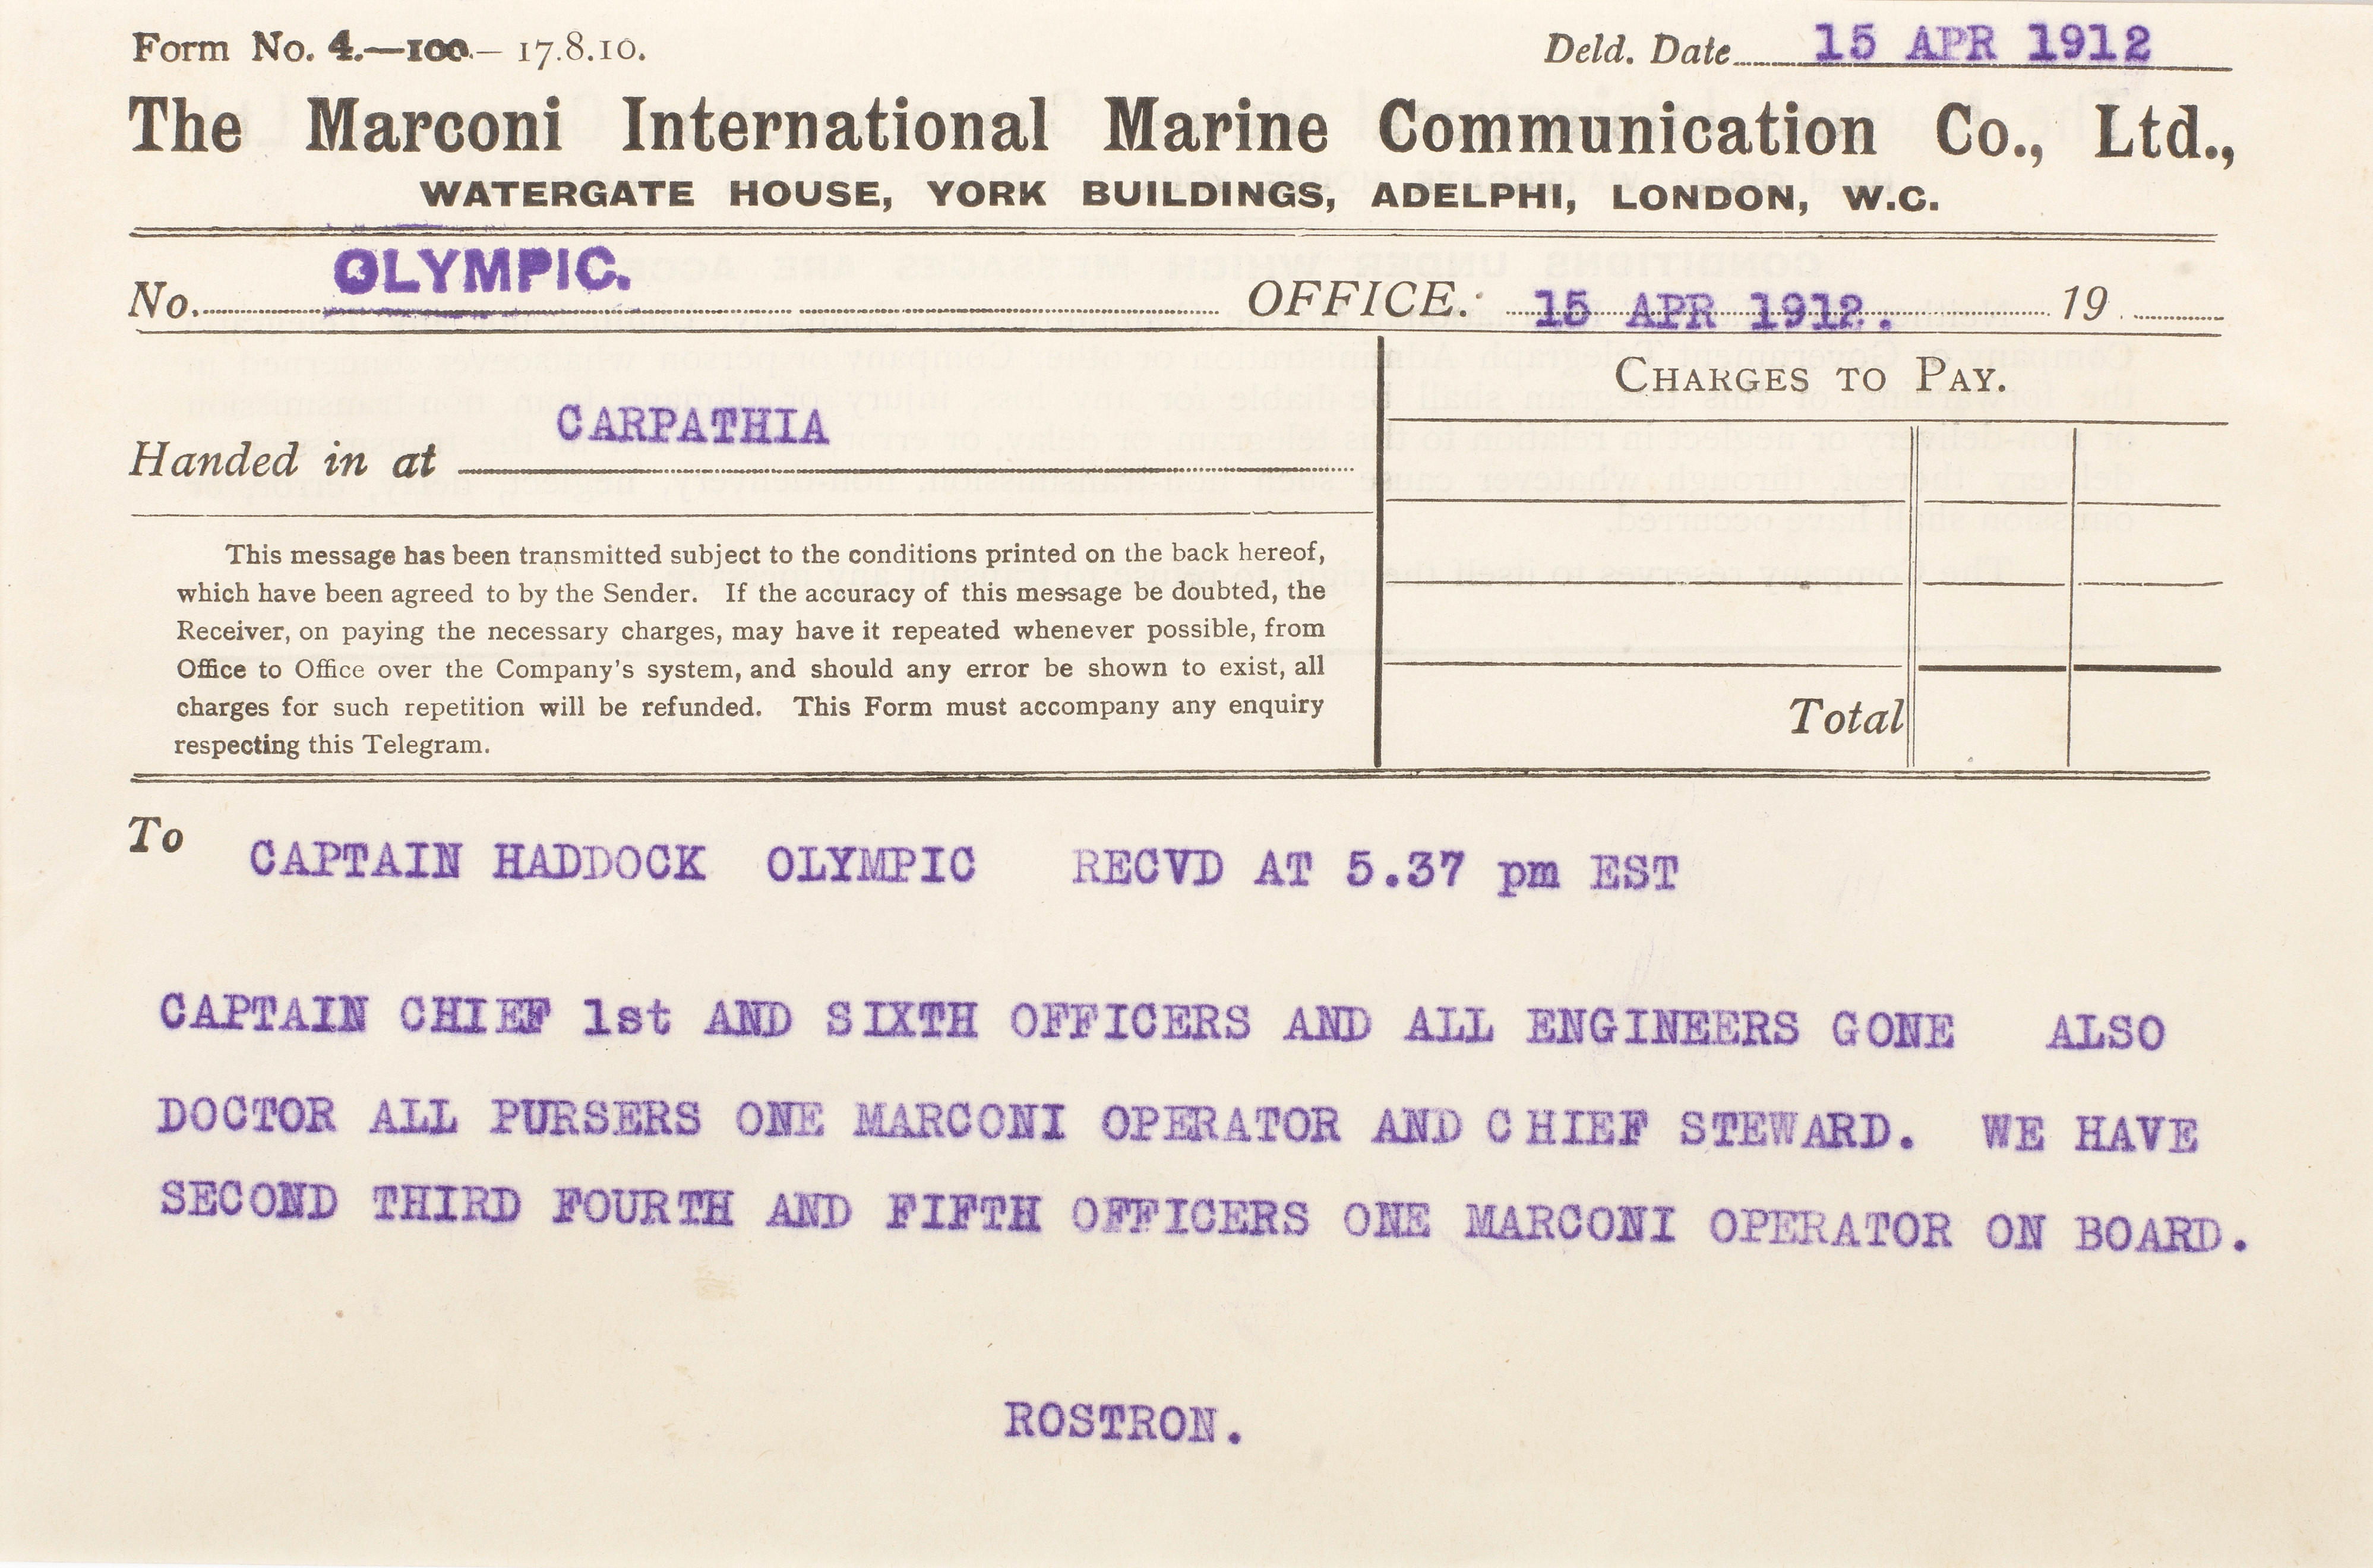 Form No. 4.—100.— 17.8.10.
Deld. Date 15 APR 1912
The Marconi International Marine Communication Co., Ltd.,
WATERGATE HOUSE, YORK BUILDINGS, ADELPHI, LONDON, W.C.
No. OLYMPIC. OFFICE. 15 APR 1912. 19
CHARGES TO PAY.
Handed in at CARPATHIA
This message has been transmitted subject to the conditions printed on the back hereof,
which have been agreed to by the Sender. If the accuracy of this message be doubted, the
Receiver, on paying the necessary charges, may have it repeated whenever possible, from
Office to Office over the Company's system, and should any error be shown to exist, all
charges for such repetition will be refunded. This Form must accompany any enquiry
respecting this Telegram.
Total
To CAPTAIN HADDOCK OLYMPIC RECVD AT 5.37 pm EST
CAPTAIN CHIEF 1st AND SIXTH OFFICERS AND ALL ENGINEERS GONE ALSO
DOCTOR ALL PURSERS ONE MARCONI OPERATOR AND CHIEF STEWARD. WE HAVE
SECOND THIRD FOURTH AND FIFTH OFFICERS ONE MARCONI OPERATOR ON BOARD.
ROSTRON.